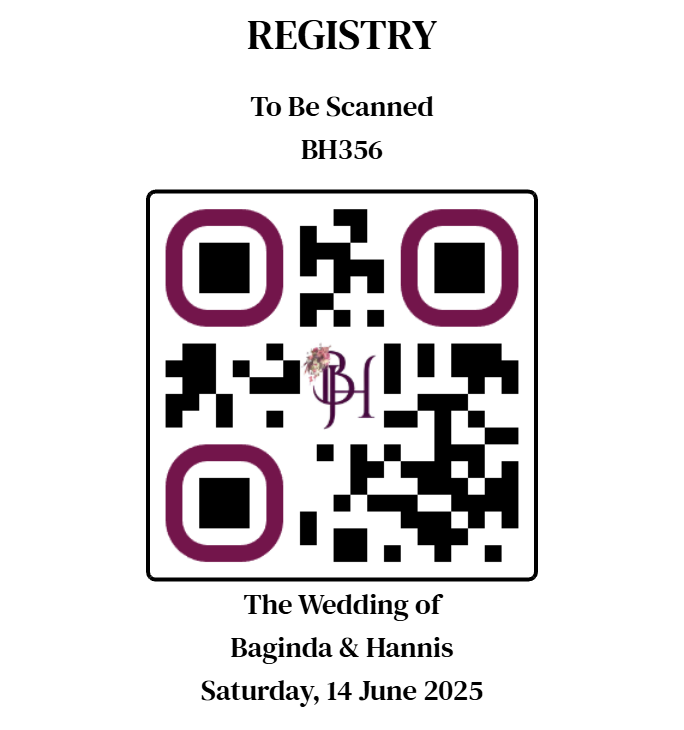 REGISTRY
To Be Scanned
BH356
BH
The Wedding of
Baginda & Hannis
Saturday, 14 June 2025